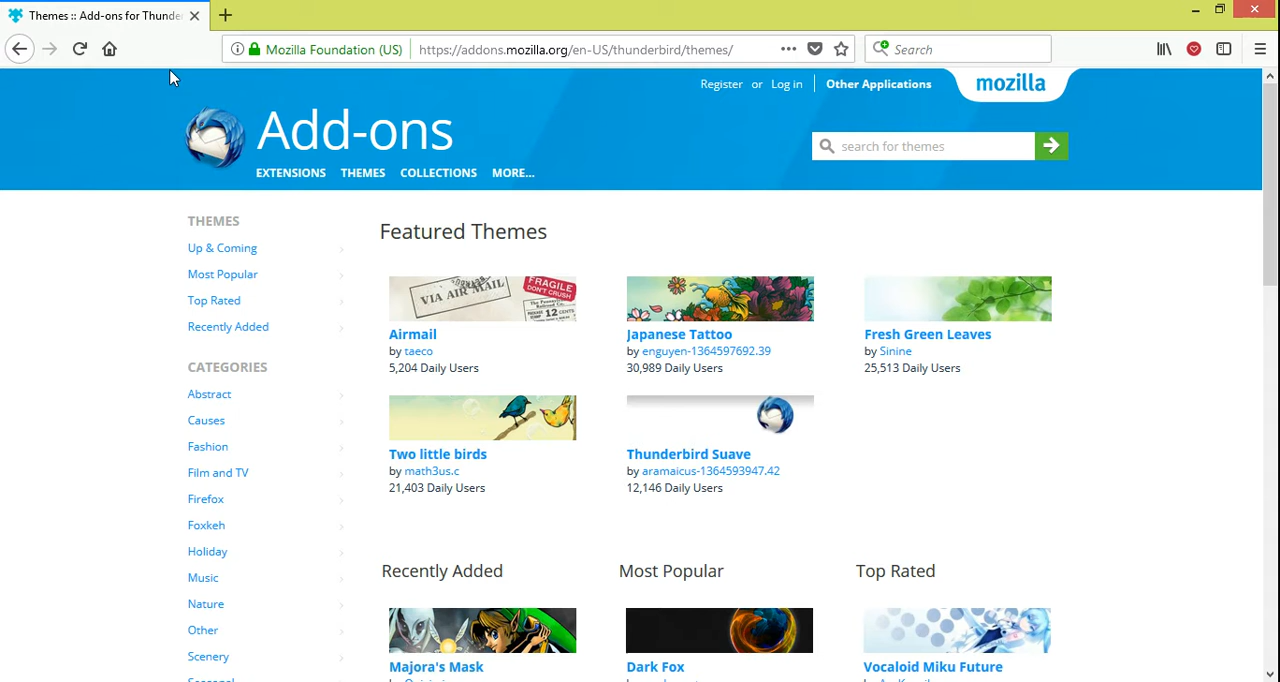 Themes :: Add-ons for Thunde
Mozilla Foundation (US)
https://addons.mozilla.org/en-US/thunderbird/themes/
Search
Register or Log in
Other Applications
mozilla
Add-ons
search for themes
EXTENSIONS THEMES COLLECTIONS MORE...
THEMES
Up & Coming
Most Popular
Top Rated
Recently Added
CATEGORIES
Abstract
Causes
Fashion
Film and TV
Firefox
Foxkeh
Holiday
Music
Nature
Other
Scenery
Featured Themes
VIA AIR MAIL
FRAGILE
DON'T CRUSH
12 CENTS
Airmail
by taeco
5,204 Daily Users
Japanese Tattoo
by enguyen-1364597692.39
30,989 Daily Users
Fresh Green Leaves
by Sinine
25,513 Daily Users
Two little birds
by math3us.c
21,403 Daily Users
Thunderbird Suave
by aramaicus-1364593947.42
12,146 Daily Users
Recently Added
Majora's Mask
Most Popular
Dark Fox
Top Rated
Vocaloid Miku Future